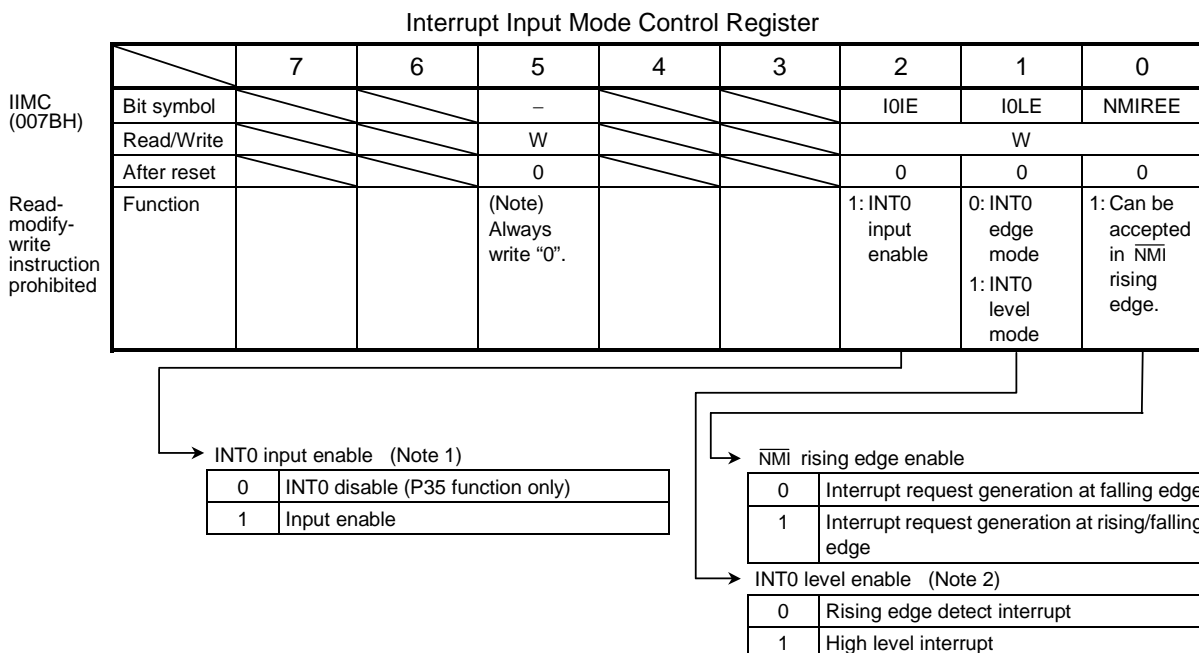 Interrupt Input Mode Control Register
7 6 5 4 3 2 1 0
IIMC
(007BH)
Bit symbol – I0IE I0LE NMIREE
Read/Write W W
After reset 0 0 0 0
Read-
modify-
write
instruction
prohibited
Function
(Note)
Always
write “0”.
1: INT0
input
enable
0: INT0
edge
mode
1: INT0
level
mode
1: Can be
accepted
in NMI
rising
edge.
INT0 input enable (Note 1)
0 INT0 disable (P35 function only)
1 Input enable
NMI rising edge enable
0 Interrupt request generation at falling edge
1 Interrupt request generation at rising/falling
edge
INT0 level enable (Note 2)
0 Rising edge detect interrupt
1 High level interrupt